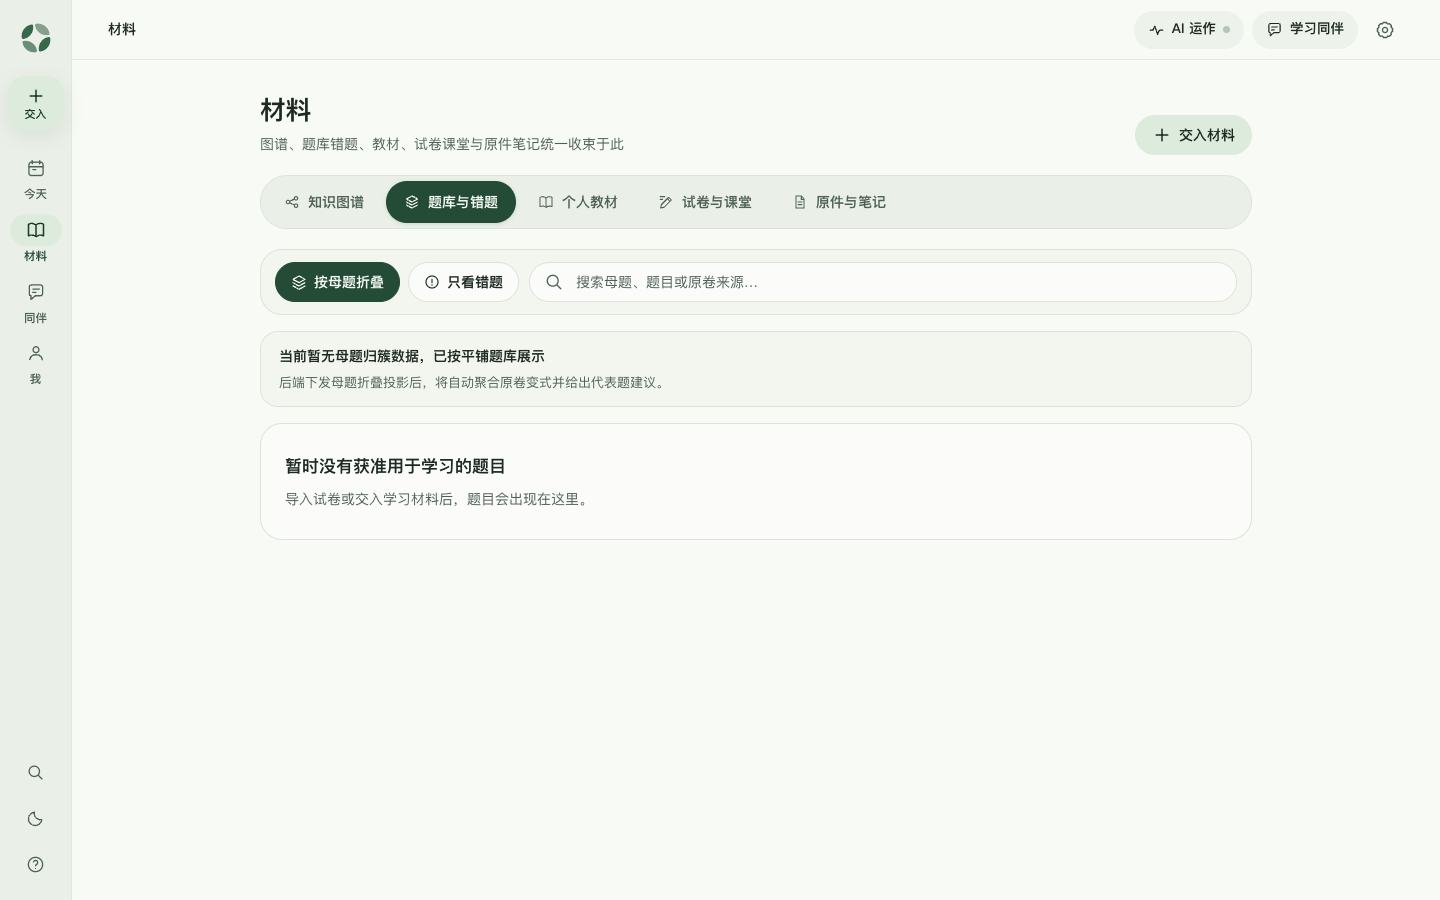 材料
AI 运作
学习同伴
交入
今天
材料
同伴
我
材料
图谱、题库错题、教材、试卷课堂与原件笔记统一收束于此
交入材料
知识图谱
题库与错题
个人教材
试卷与课堂
原件与笔记
按母题折叠
只看错题
搜索母题、题目或原卷来源...
当前暂无母题归簇数据，已按平铺题库展示
后端下发母题折叠投影后，将自动聚合原卷变式并给出代表题建议。
暂时没有获准用于学习的题目
导入试卷或交入学习材料后，题目会出现在这里。